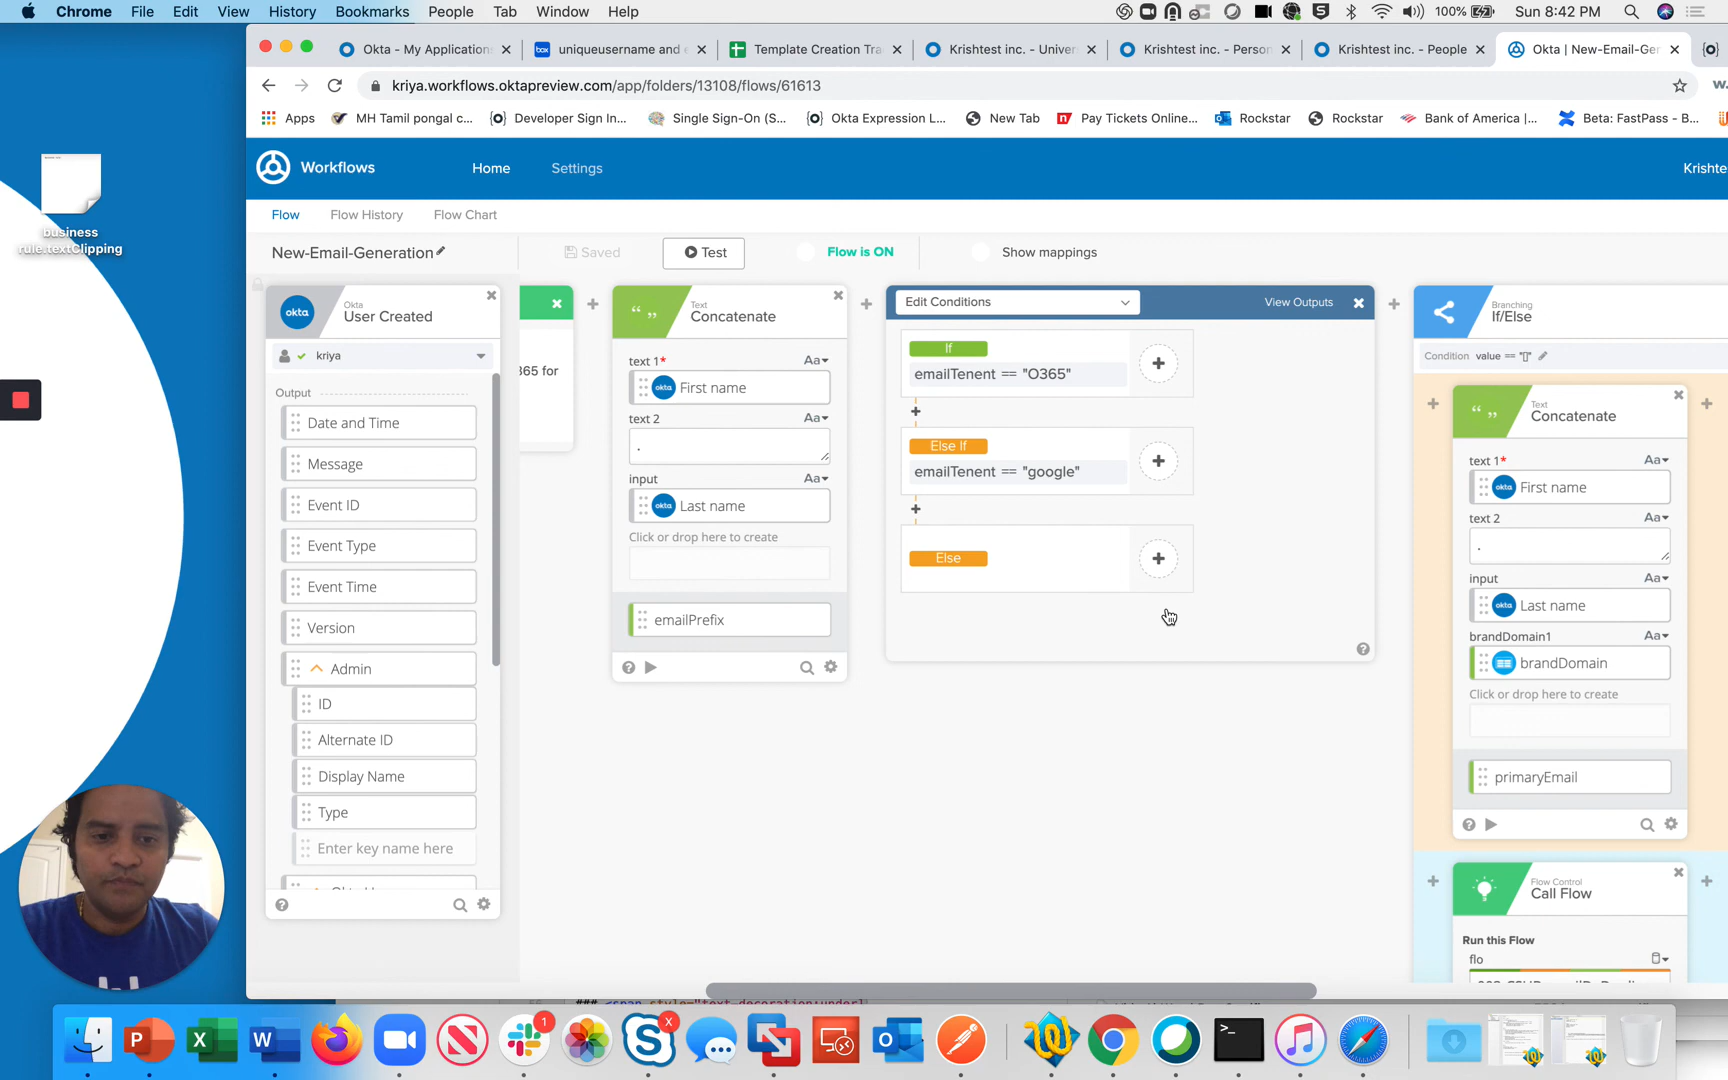 Chrome File Edit View History Bookmarks People Tab Window Help
100% Sun 8:42 PM
Okta - My Applications
uniqueusername and
Template Creation Tra
Krishtest inc. - Univer
Krishtest inc. - Person
Krishtest inc. - People
Okta | New-Email-Ge
kriya.workflows.oktapreview.com/app/folders/13108/flows/61613
Apps MH Tamil pongal c... Developer Sign In... Single Sign-On (S... Okta Expression L... New Tab Pay Tickets Online... Rockstar Rockstar Bank of America |... Beta: FastPass - B...
business
rule.textClipping
Workflows Home Settings Krishte
Flow Flow History Flow Chart
New-Email-Generation Saved Test Flow is ON Show mappings
okta
Okta
User Created
kriya
Output
Date and Time
Message
Event ID
Event Type
Event Time
Version
Admin
ID
Alternate ID
Display Name
Type
Enter key name here
365 for
Text
Concatenate
text 1* Aa
okta First name
text 2 Aa
.
input Aa
okta Last name
Click or drop here to create
emailPrefix
Edit Conditions View Outputs
If
emailTenent == "O365"
Else If
emailTenent == "google"
Else
Branching
If/Else
Condition value == "[]"
Text
Concatenate
text 1* Aa
okta First name
text 2 Aa
.
input Aa
okta Last name
brandDomain1 Aa
brandDomain
Click or drop here to create
primaryEmail
Flow Control
Call Flow
Run this Flow
flo